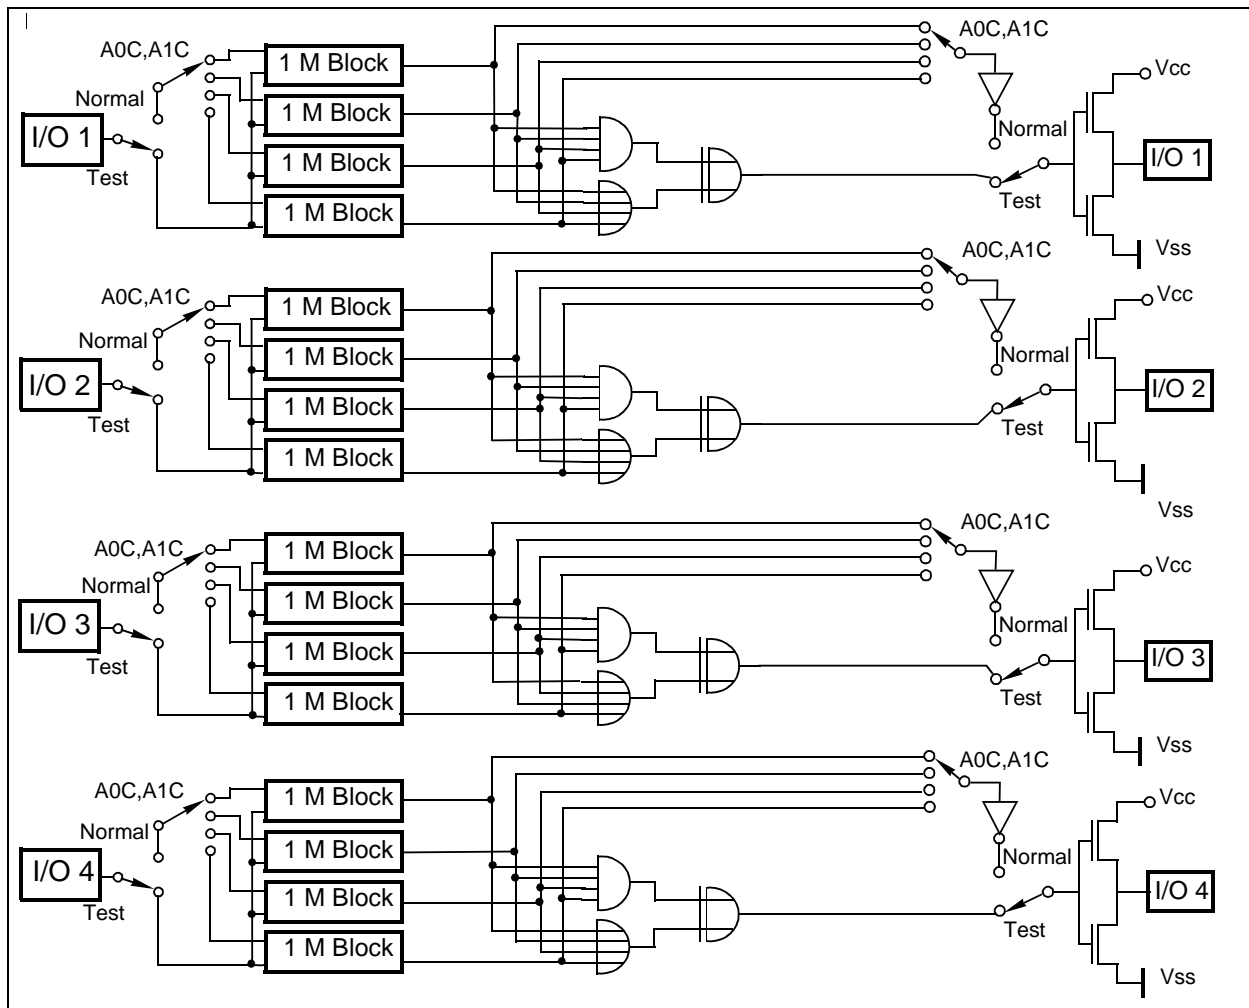 A0C,A1C
1 M Block
A0C,A1C
Vcc
Normal
1 M Block
Normal
I/O 1
I/O 1
1 M Block
Test
Test
1 M Block
Vss
A0C,A1C
A0C,A1C
1 M Block
Vcc
Normal
1 M Block
Normal
I/O 2
I/O 2
1 M Block
Test
Test
1 M Block
Vss
A0C,A1C
A0C,A1C
1 M Block
Vcc
Normal
1 M Block
Normal
I/O 3
I/O 3
1 M Block
Test
Test
1 M Block
Vss
A0C,A1C
A0C,A1C
1 M Block
Vcc
Normal
1 M Block
Normal
I/O 4
I/O 4
1 M Block
Test
Test
1 M Block
Vss